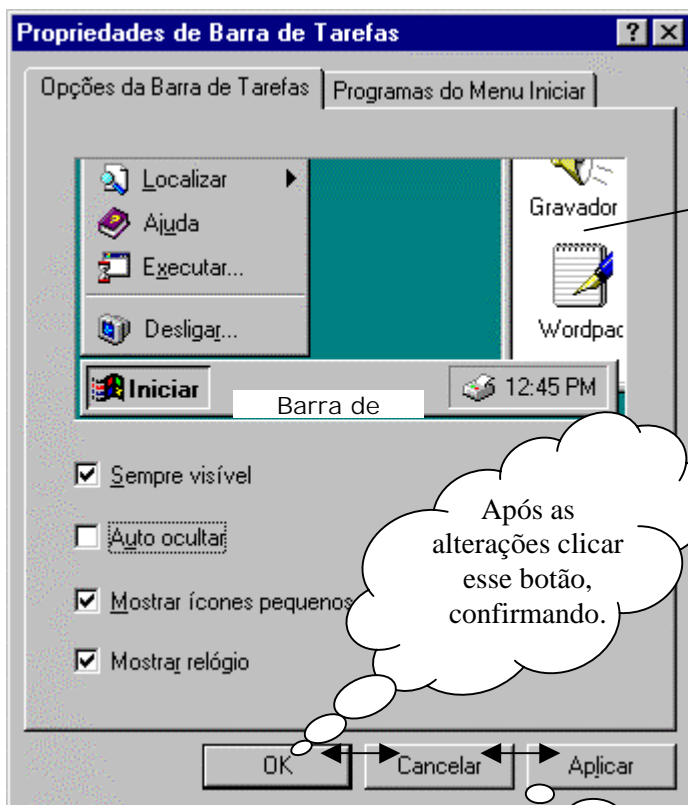 Propriedades de Barra de Tarefas
Opções da Barra de Tarefas
Programas do Menu Iniciar
Localizar
Ajuda
Executar...
Desligar...
Gravador
Wordpac
Iniciar
Barra de
12:45 PM
Sempre visível
Auto ocultar
Mostrar ícones pequenos
Mostrar relógio
Após as
alterações clicar
esse botão,
confirmando.
OK
Cancelar
Aplicar